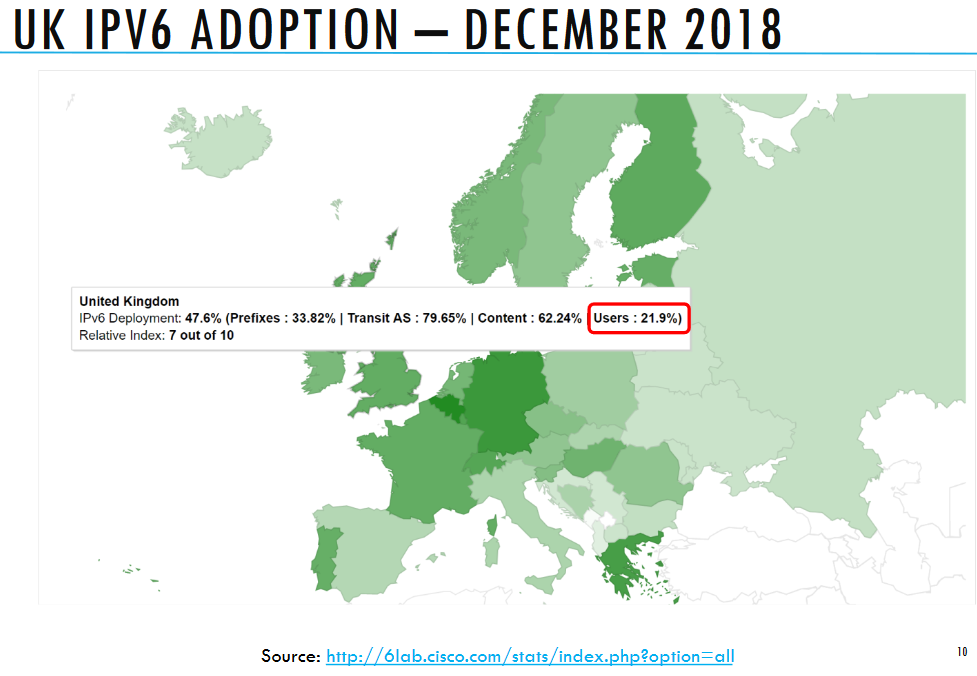 UK IPV6 ADOPTION – DECEMBER 2018
United Kingdom
IPv6 Deployment: 47.6% (Prefixes : 33.82% | Transit AS : 79.65% | Content : 62.24% Users : 21.9%)
Relative Index: 7 out of 10
Source: http://6lab.cisco.com/stats/index.php?option=all
10